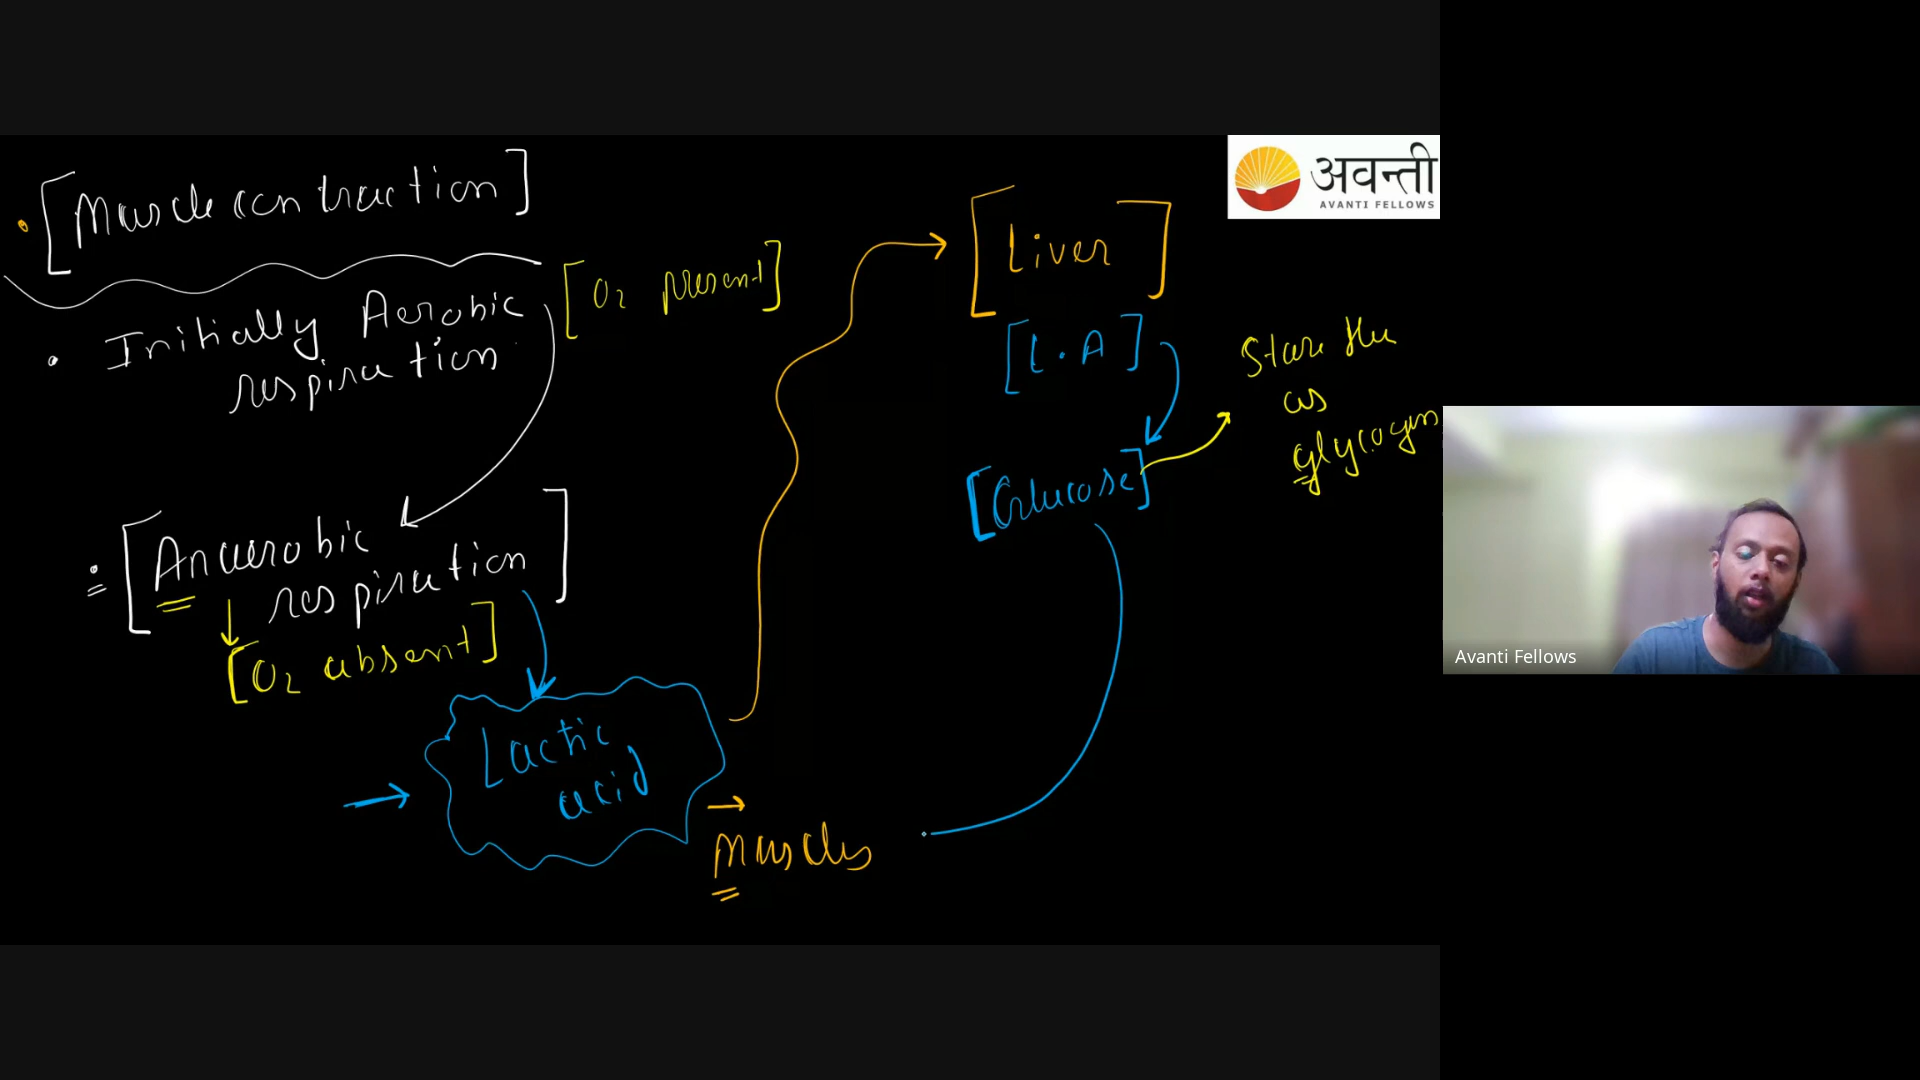 [Muscle contraction]
• Initially Aerobic
respiration
[O2 present]
[Anaerobic
respiration]
[O2 absent]
Lactic
acid
Muscles
[Liver]
[L.A]
[Glucose]
Store the
as
glycogen
अवन्ती
AVANTI FELLOWS
Avanti Fellows